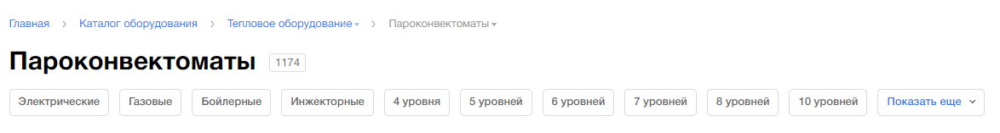 Главная > Каталог оборудования > Тепловое оборудование > Пароконвектоматы
Пароконвектоматы 1174
Электрические Газовые Бойлерные Инжекторные 4 уровня 5 уровней 6 уровней 7 уровней 8 уровней 10 уровней Показать еще